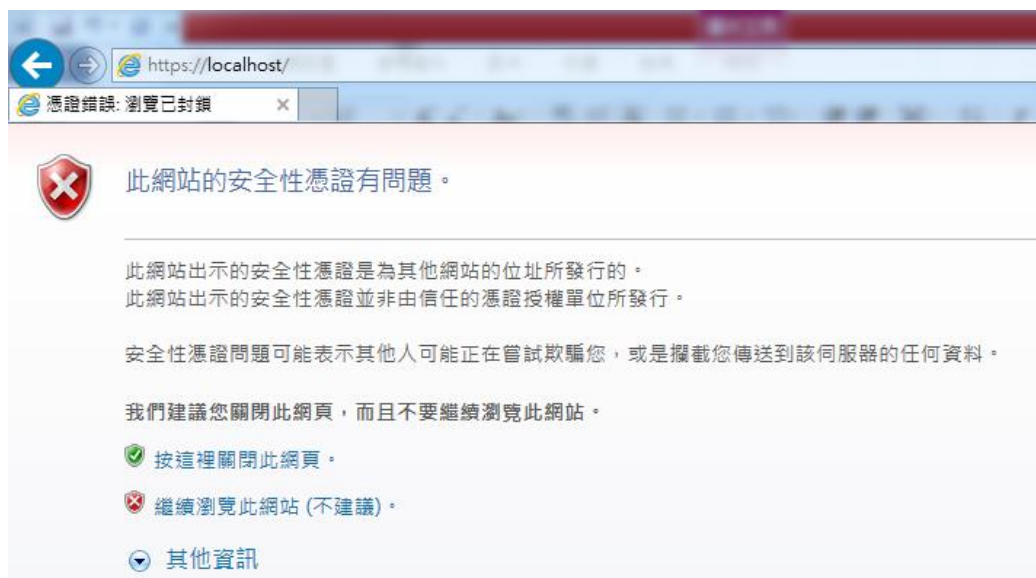 https://localhost/
憑證錯誤: 瀏覽已封鎖
此網站的安全性憑證有問題。
此網站出示的安全性憑證是為其他網站的位址所發行的。
此網站出示的安全性憑證並非由信任的憑證授權單位所發行。
安全性憑證問題可能表示其他人可能正在嘗試欺騙您，或是攔截您傳送到該伺服器的任何資料。
我們建議您關閉此網頁，而且不要繼續瀏覽此網站。
按這裡關閉此網頁。
繼續瀏覽此網站 (不建議)。
其他資訊